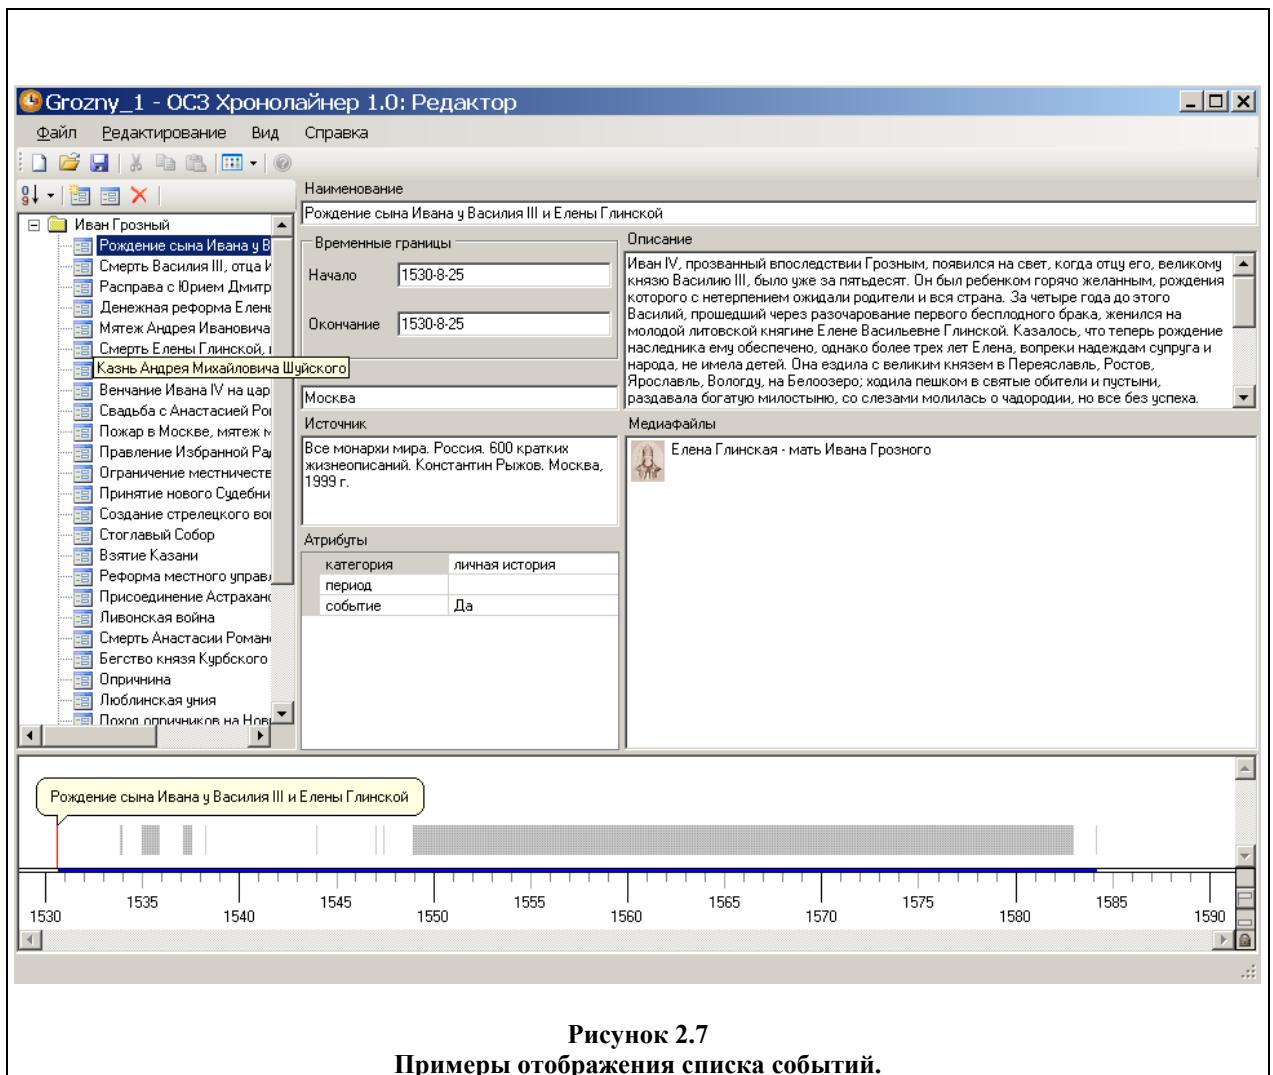 Grozny_1 - ОС3 Хронолайнер 1.0: Редактор
Файл Редактирование Вид Справка
Наименование
Рождение сына Ивана у Василия III и Елены Глинской
Иван Грозный
Рождение сына Ивана у В
Смерть Василия III, отца И
Расправа с Юрием Дмитр
Денежная реформа Елень
Мятеж Андрея Ивановича
Смерть Елены Глинской,
Казнь Андрея Михайловича Шуйского
Венчание Ивана IV на цар
Свадьба с Анастасией Ро
Пожар в Москве, мятеж м
Правление Избранной Ра
Ограничение местничеств
Принятие нового Судебни
Создание стрелецкого во
Стоглавый Собор
Взятие Казани
Реформа местного управ
Присоединение Астрахан
Ливонская война
Смерть Анастасии Роман
Бегство князя Курбского
Опричнина
Люблинская уния
Поход опричников на Нов
Временные границы
Начало 1530-8-25
Окончание 1530-8-25
Москва
Источник
Все монархи мира. Россия. 600 кратких
жизнеописаний. Константин Рыжов. Москва,
1999 г.
Атрибуты
категория личная история
период
событие Да
Описание
Иван IV, прозванный впоследствии Грозным, появился на свет, когда отцу его, великому
князю Василию III, было уже за пятьдесят. Он был ребенком горячо желанным, рождения
которого с нетерпением ожидали родители и вся страна. За четыре года до этого
Василий, прошедший через разочарование первого бесплодного брака, женился на
молодой литовской княгине Елене Васильевне Глинской. Казалось, что теперь рождение
наследника ему обеспечено, однако более трех лет Елена, вопреки надеждам супруга и
народа, не имела детей. Она ездила с великим князем в Переяславль, Ростов,
Ярославль, Вологду, на Белоозеро; ходила пешком в святые обители и пустыни,
раздавала богатую милостыню, со слезами молилась о чадородии, но все без успеха.
Медиафайлы
Елена Глинская - мать Ивана Грозного
Рождение сына Ивана у Василия III и Елены Глинской
1535 1545 1555 1565 1575 1585
1530 1540 1550 1560 1570 1580 1590
Рисунок 2.7
Примеры отображения списка событий.